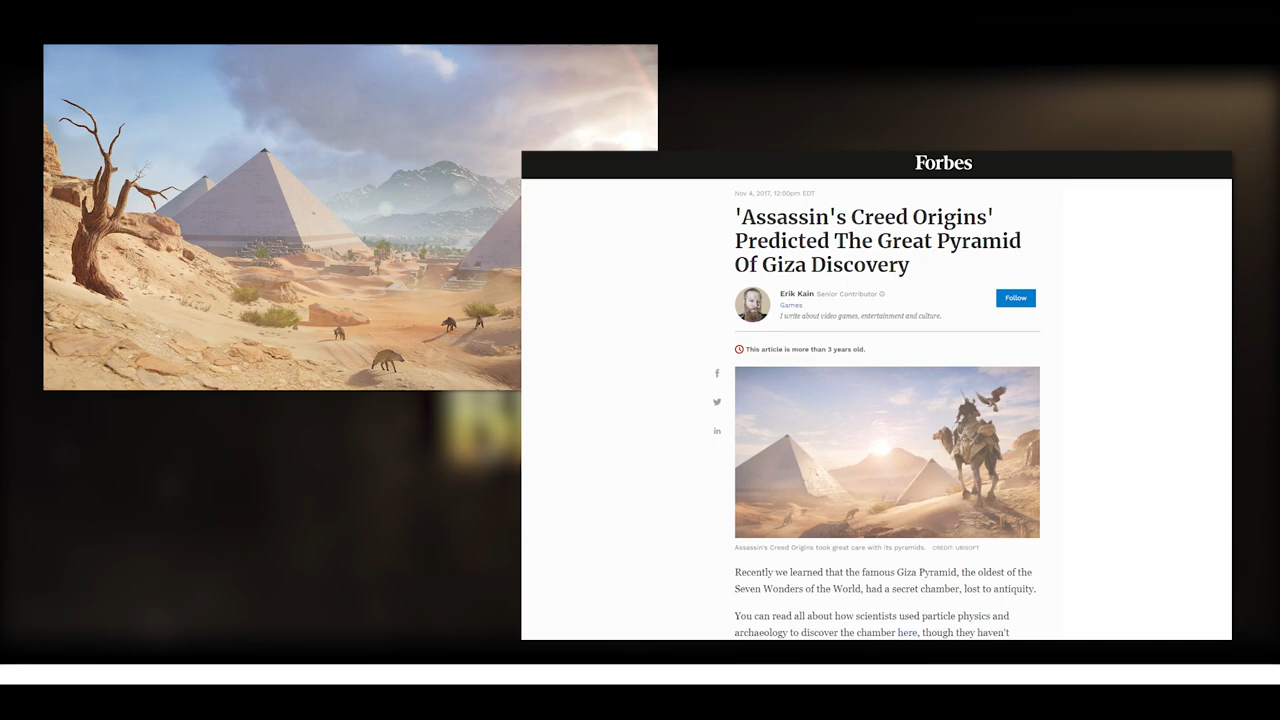 Forbes
Nov 4, 2017, 12:00pm EDT
'Assassin's Creed Origins'
Predicted The Great Pyramid
Of Giza Discovery
Erik Kain Senior Contributor
Games
I write about video games, entertainment and culture.
Follow
This article is more than 3 years old.
Assassin's Creed Origins took great care with its pyramids. CREDIT: UBISOFT
Recently we learned that the famous Giza Pyramid, the oldest of the
Seven Wonders of the World, had a secret chamber, lost to antiquity.
You can read all about how scientists used particle physics and
archaeology to discover the chamber here, though they haven't